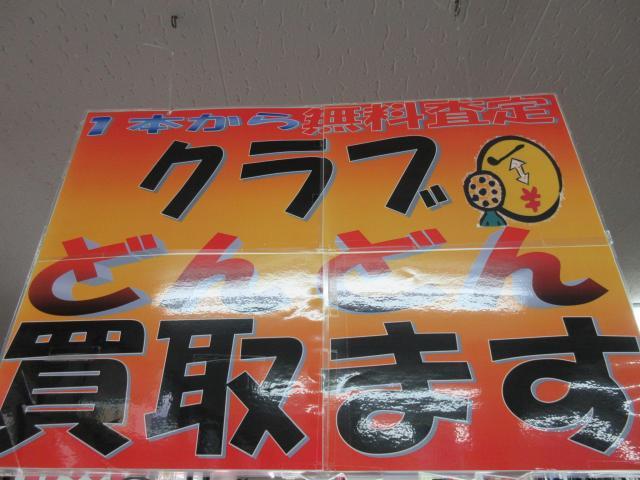 1本から無料査定
クラブ
¥
どんどん
買取ます